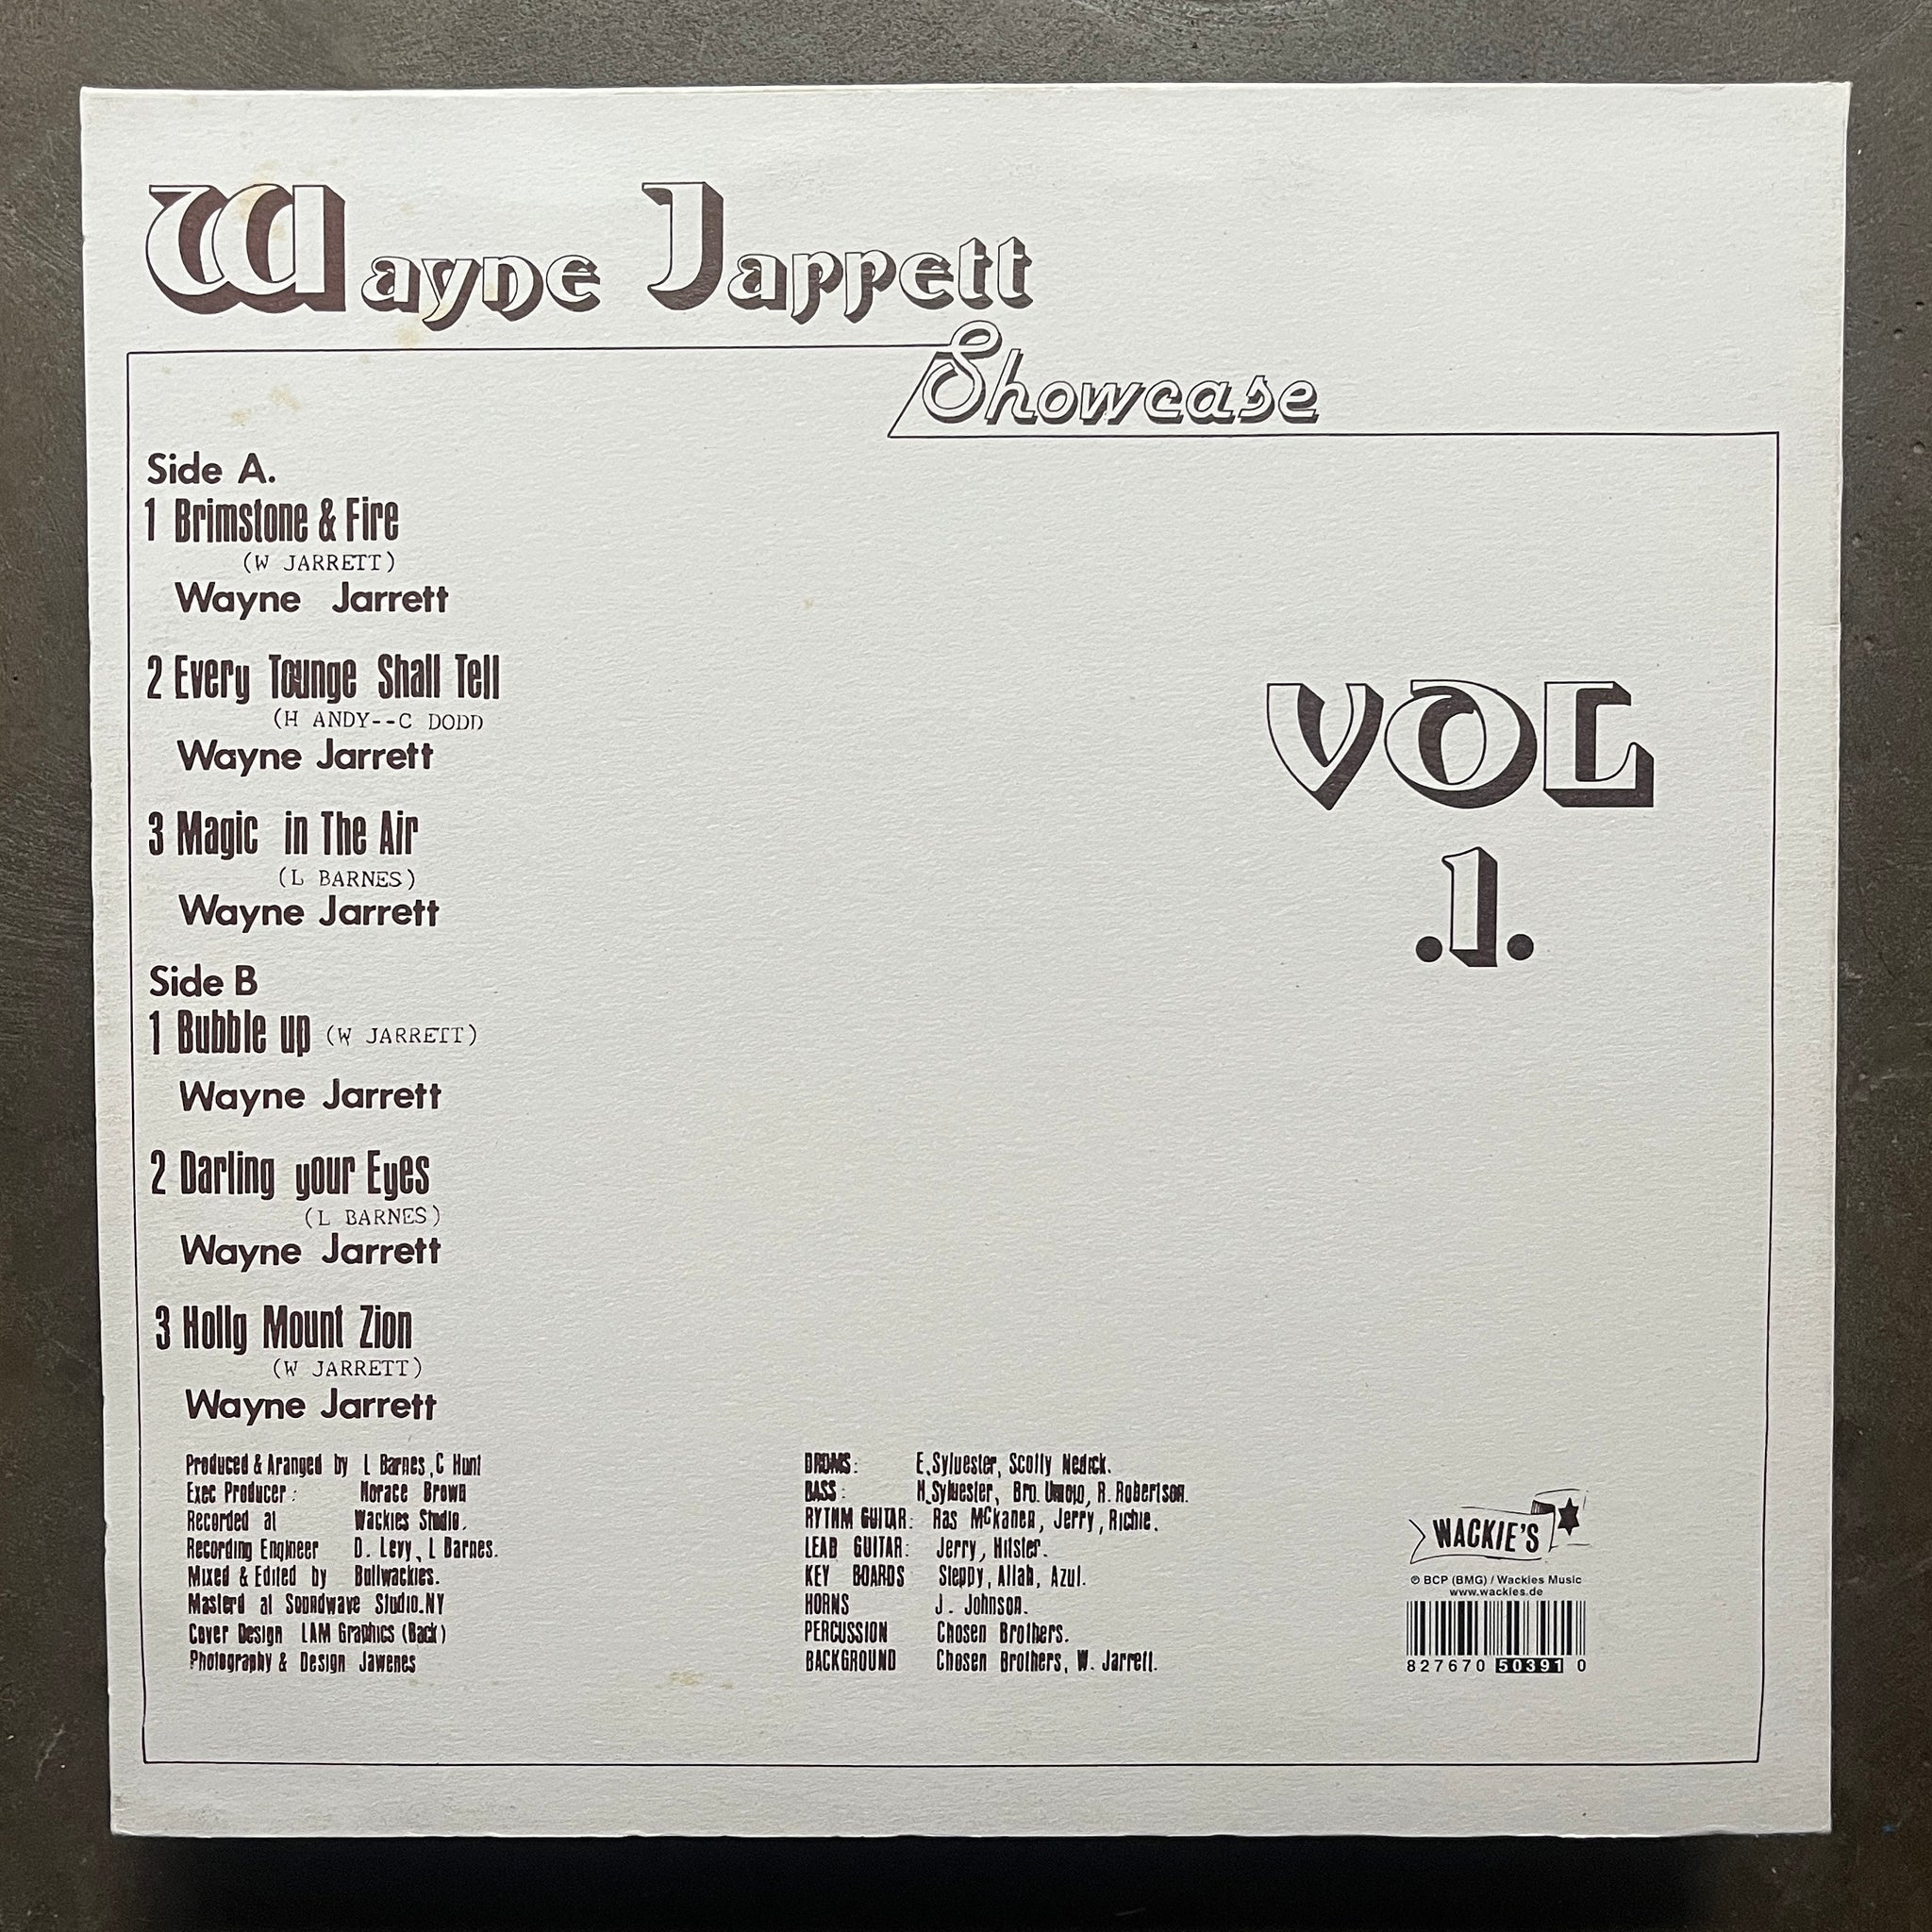 Wayne Jarrett
Showcase
Side A.
1 Brimstone & Fire
(W JARRETT)
Wayne Jarrett
2 Every Tounge Shall Tell
(H ANDY--C DODD
Wayne Jarrett
3 Magic in The Air
(L BARNES)
Wayne Jarrett
Side B
1 Bubble up (W JARRETT)
Wayne Jarrett
2 Darling your Eyes
(L BARNES)
Wayne Jarrett
3 Holly Mount Zion
(W JARRETT)
Wayne Jarrett
VOL
.1.
Produced & Aranged by L Barnes, C Hunt
Exec Producer: Horace Brown
Recorded at Wackies Studio.
Recording Engineer D. Levy, L Barnes.
Mixed & Edited by Bullwackies.
Masterd at Soundwave Studio.NY
Cover Design LAM Graphics (Back)
Photography & Design Jawenes
DRUMS: E.Sylvester, Scotty Nedick.
BASS: H.Sylvester, Bro. R. Robertson.
RYTHM GUITAR: Ras McKanen, Jerry, Richie.
LEAD GUITAR: Jerry, Hitster.
KEY BOARDS Sleppy, Allah, Azul.
HORNS J. Johnson.
PERCUSSION Chosen Brothers.
BACKGROUND Chosen Brothers, W. Jarrett.
WACKIE'S
℗ BCP (BMG) / Wackies Music
www.wackies.de
827670 50391 0